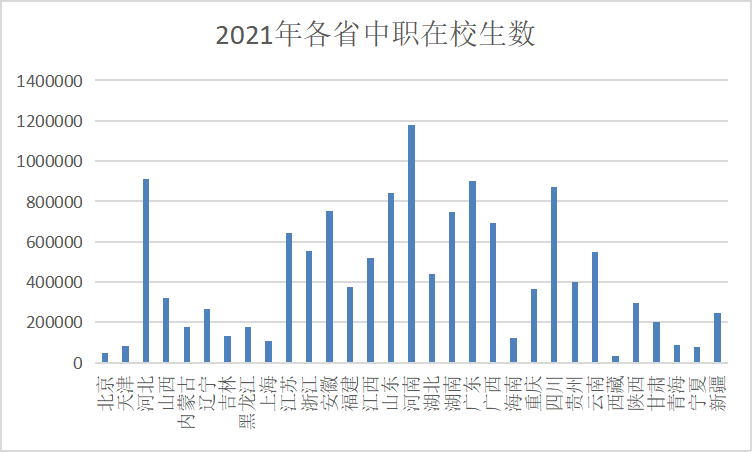 2021年各省中职在校生数
1400000
1200000
1000000
800000
600000
400000
200000
0
北京
天津
河北
山西
内蒙古
辽宁
吉林
黑龙江
上海
江苏
浙江
安徽
福建
江西
山东
河南
湖北
湖南
广东
广西
海南
重庆
四川
贵州
云南
西藏
陕西
甘肃
青海
宁夏
新疆